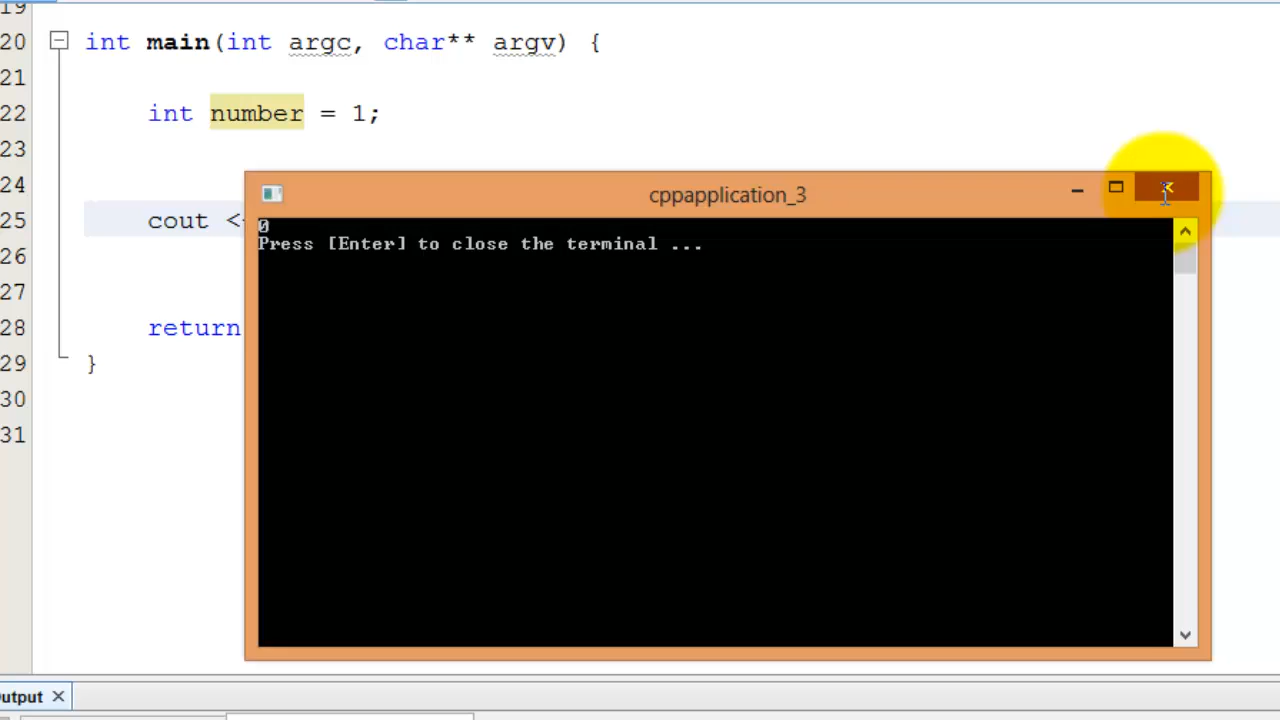 19
20 int main(int argc, char** argv) {
21
22 int number = 1;
23
24
25 cout <
26
27
28 return
29 }
30
31
cppapplication_3
0
Press [Enter] to close the terminal ...
utput